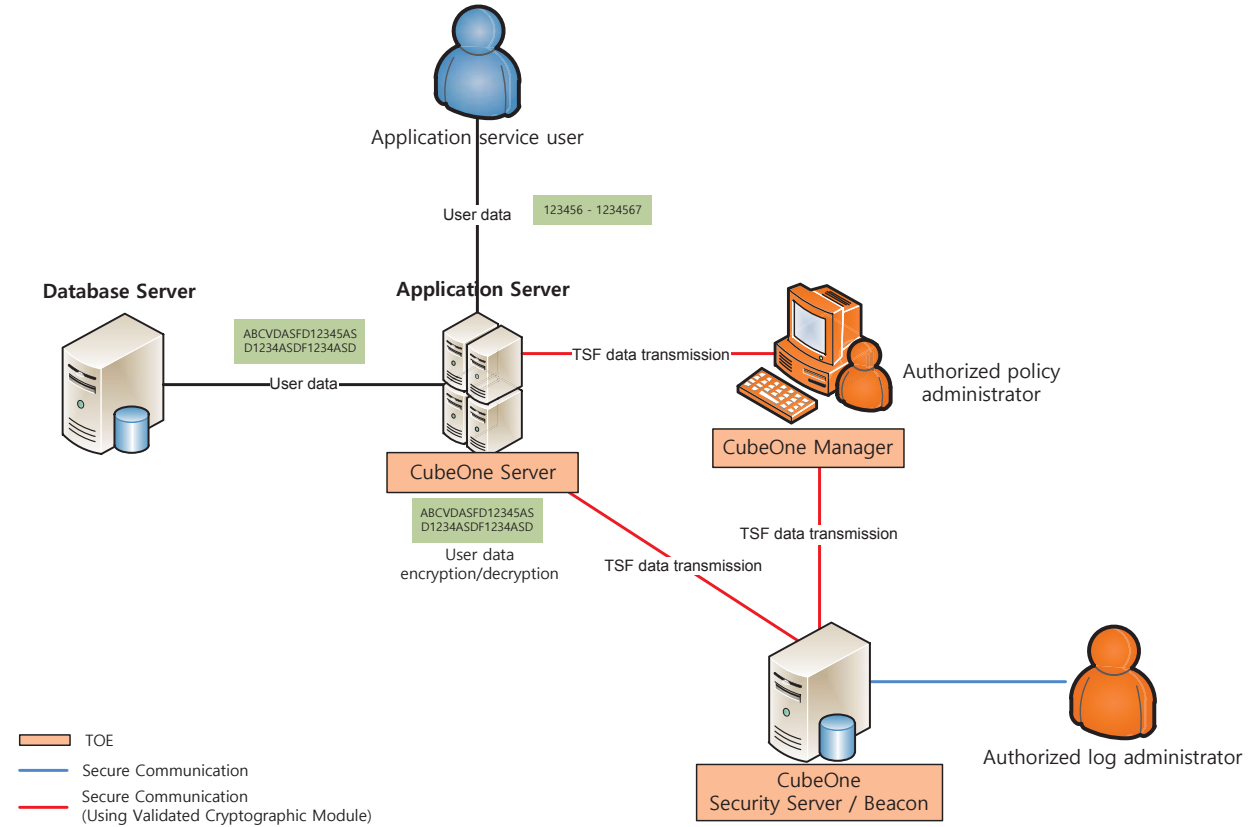 Application service user
User data
123456 - 1234567
Database Server
Application Server
ABCVDASFD12345AS
D1234ASDF1234ASD
User data
TSF data transmission
Authorized policy
administrator
CubeOne Manager
CubeOne Server
ABCVDASFD12345AS
D1234ASDF1234ASD
User data
encryption/decryption
TSF data transmission
TSF data transmission
Authorized log administrator
CubeOne
Security Server / Beacon
TOE
Secure Communication
Secure Communication
(Using Validated Cryptographic Module)